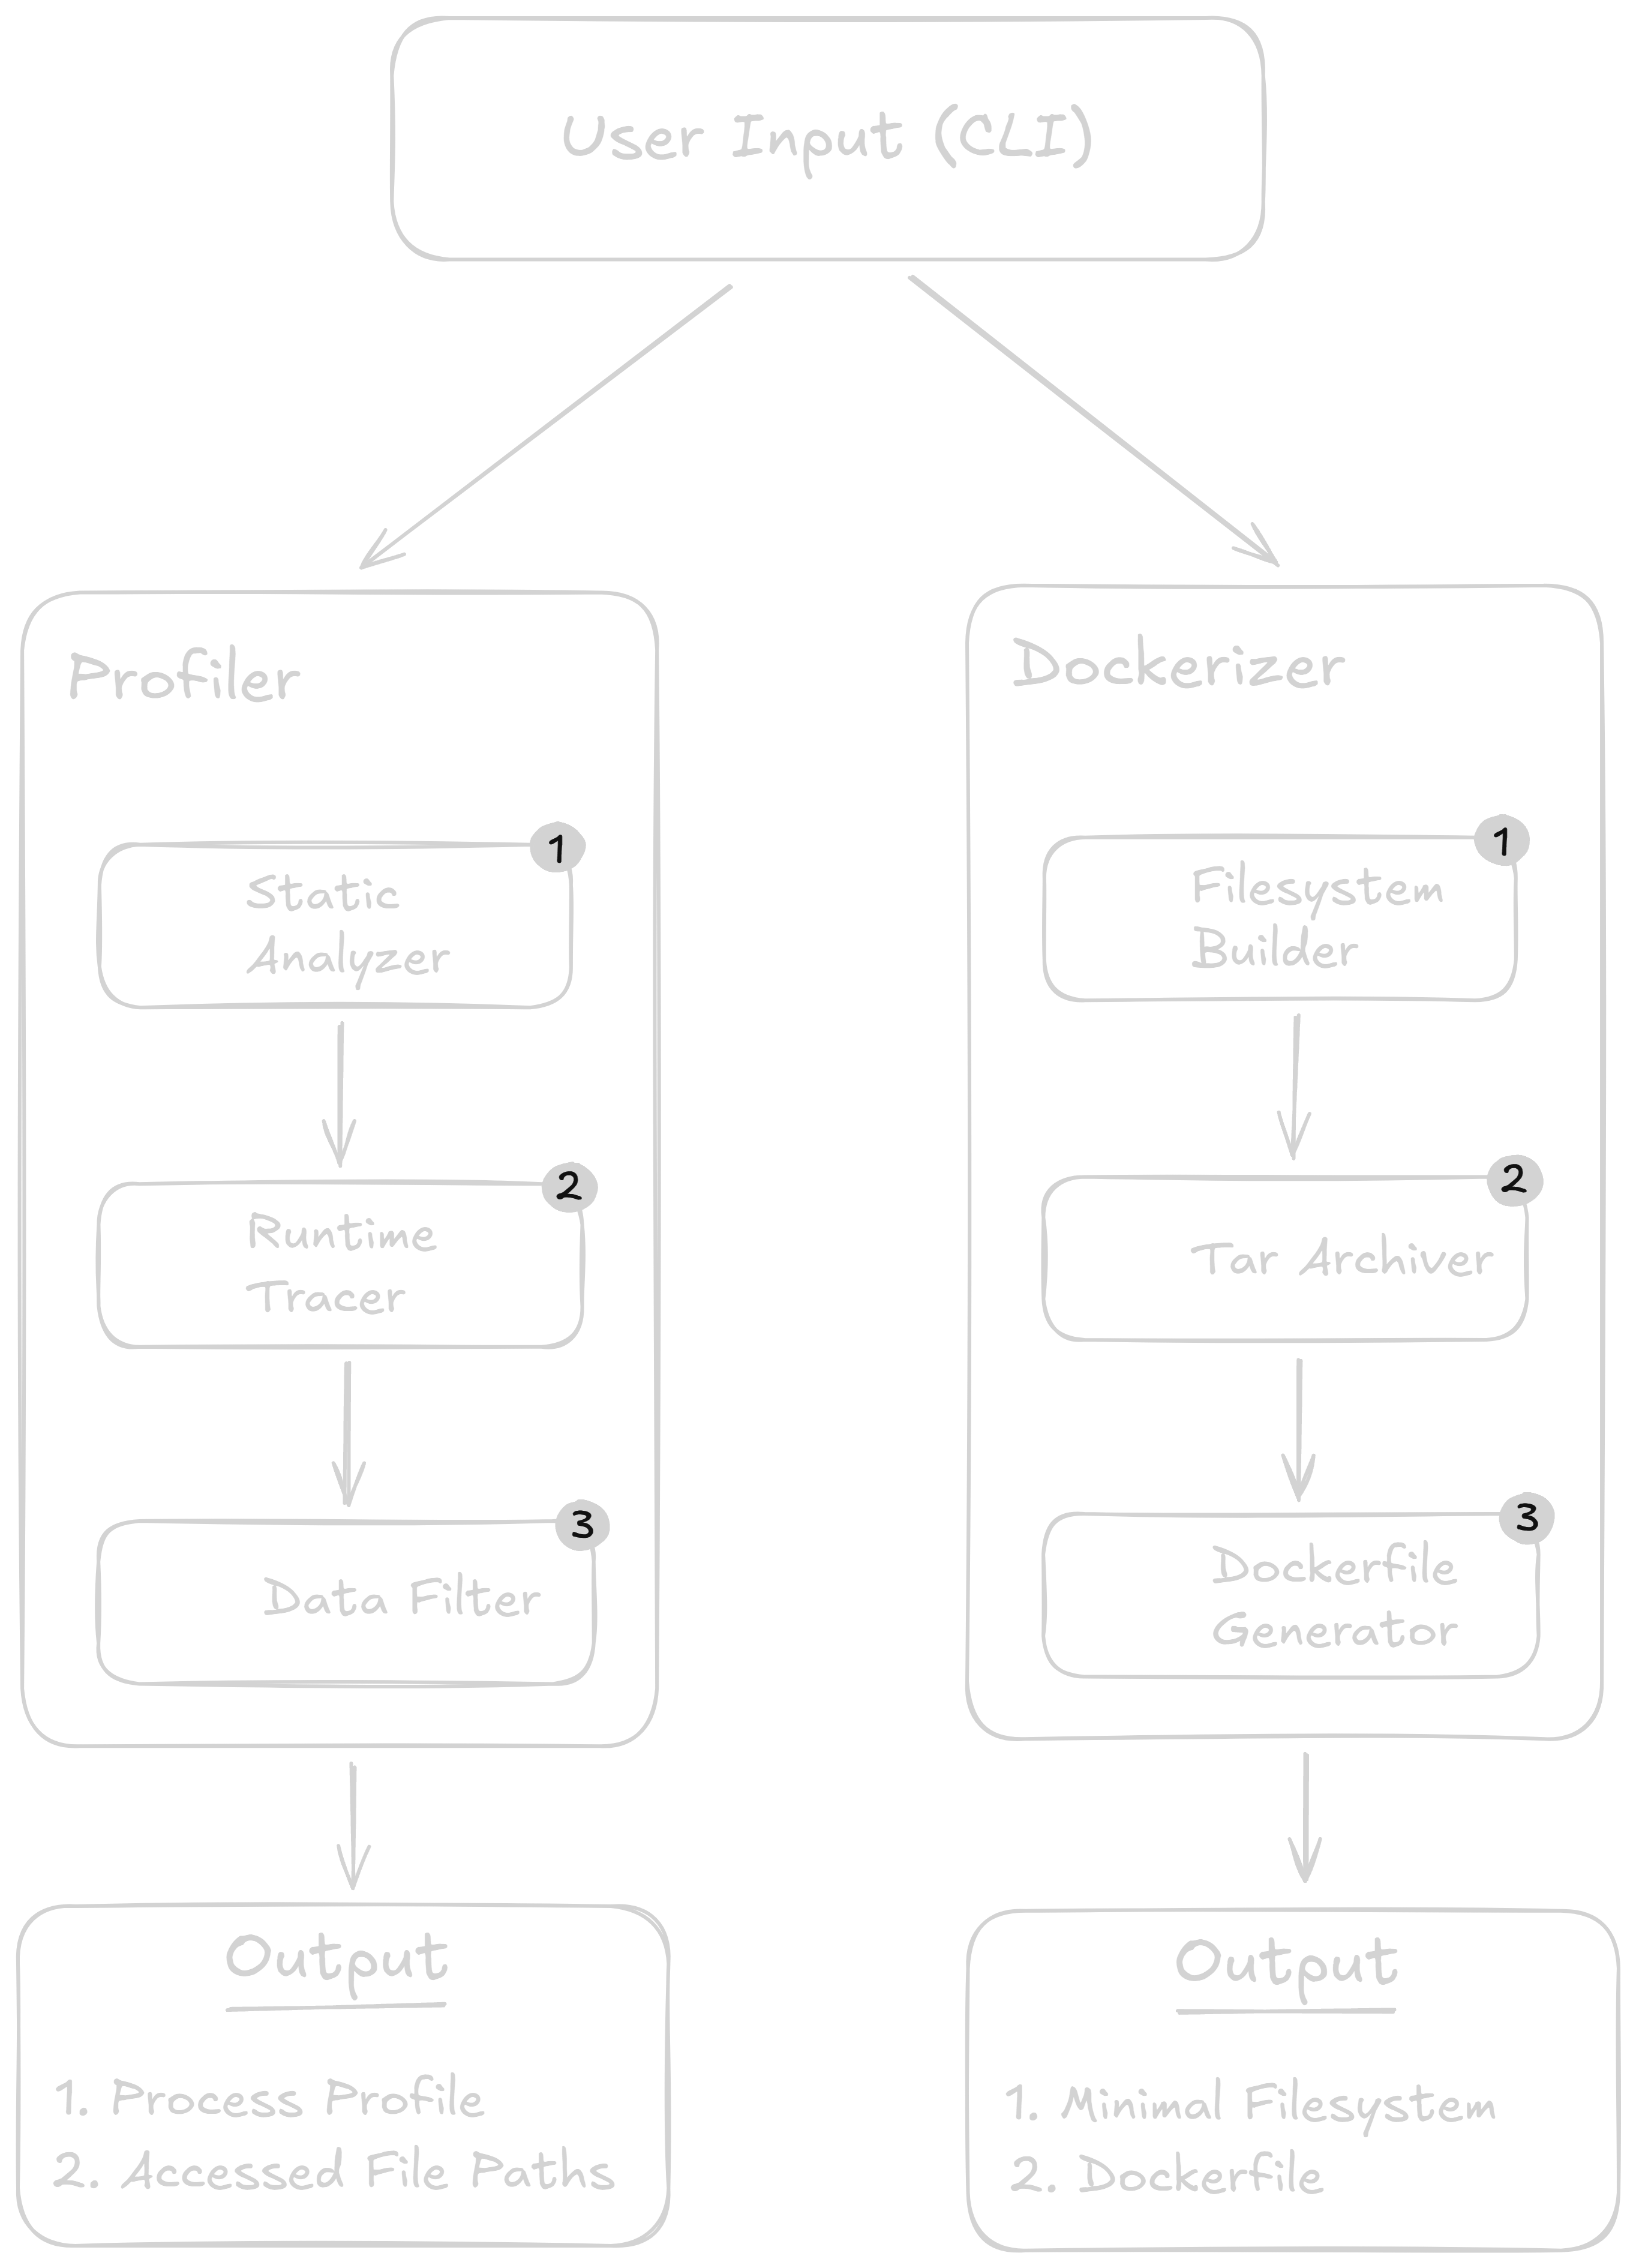 User Input (CLI)
Profiler
1
Static
Analyzer
2
Runtime
Tracer
3
Data Filter
Output
1. Process Profile
2. Accessed File Paths
Dockerizer
1
Filesystem
Builder
2
Tar Archiver
3
Dockerfile
Generator
Output
1. Minimal Filesystem
2. Dockerfile